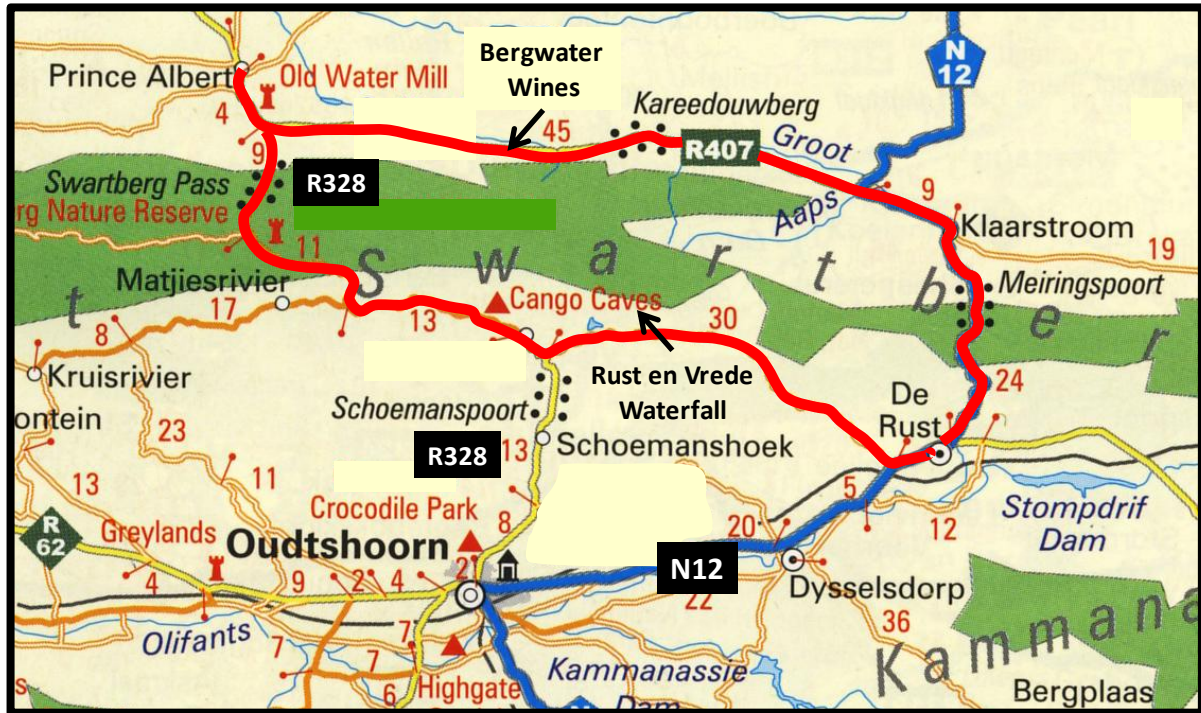 N
12
Bergwater
Wines
Prince Albert
Old Water Mill
Kareedouwberg
4
45
R407
Groot
9
Swartberg Pass
R328
rg Nature Reserve
Aaps
9
Klaarstroom
19
11
Matjiesrivier
S w a r t b e r
t
Meiringspoort
17
13
Cango Caves
30
8
Kruisrivier
Rust en Vrede
Waterfall
24
De
Rust
ontein
Schoemanspoort
23
R328
13
Schoemanshoek
13
11
5
12
Stompdrif
Dam
R
62
Greylands
Crocodile Park
8
20
Oudtshoorn
N12
Dysselsdorp
4
9
2
4
2
22
36
Olifants
7
7
7
6
Highgate
Kammanassie
Dam
Kammana
Bergplaas
s